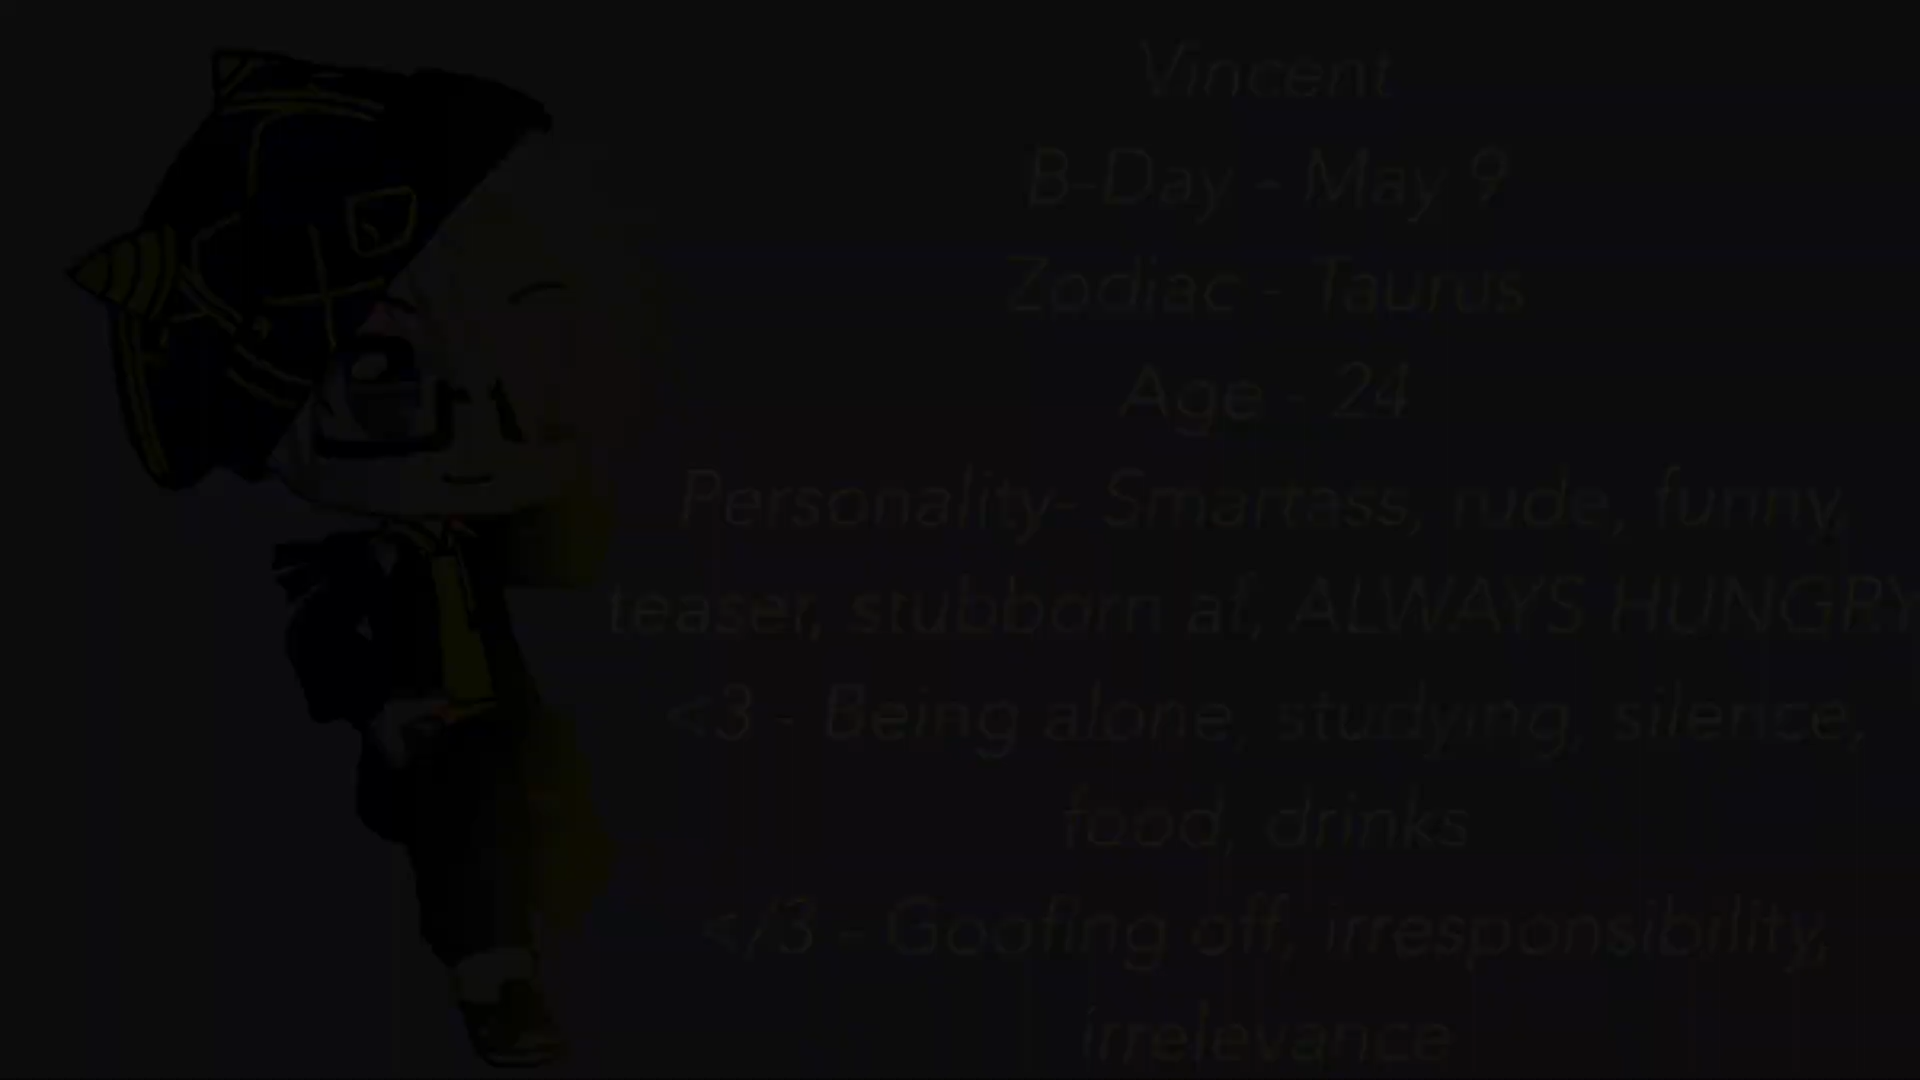 Vincent
B-Day - May 9
Zodiac - Taurus
Age - 24
Personality- Smartass, rude, funny,
teaser, stubborn af, ALWAYS HUNGRY
<3 - Being alone, studying, silence,
food, drinks
</3 - Goofing off, irresponsibility,
irrelevance